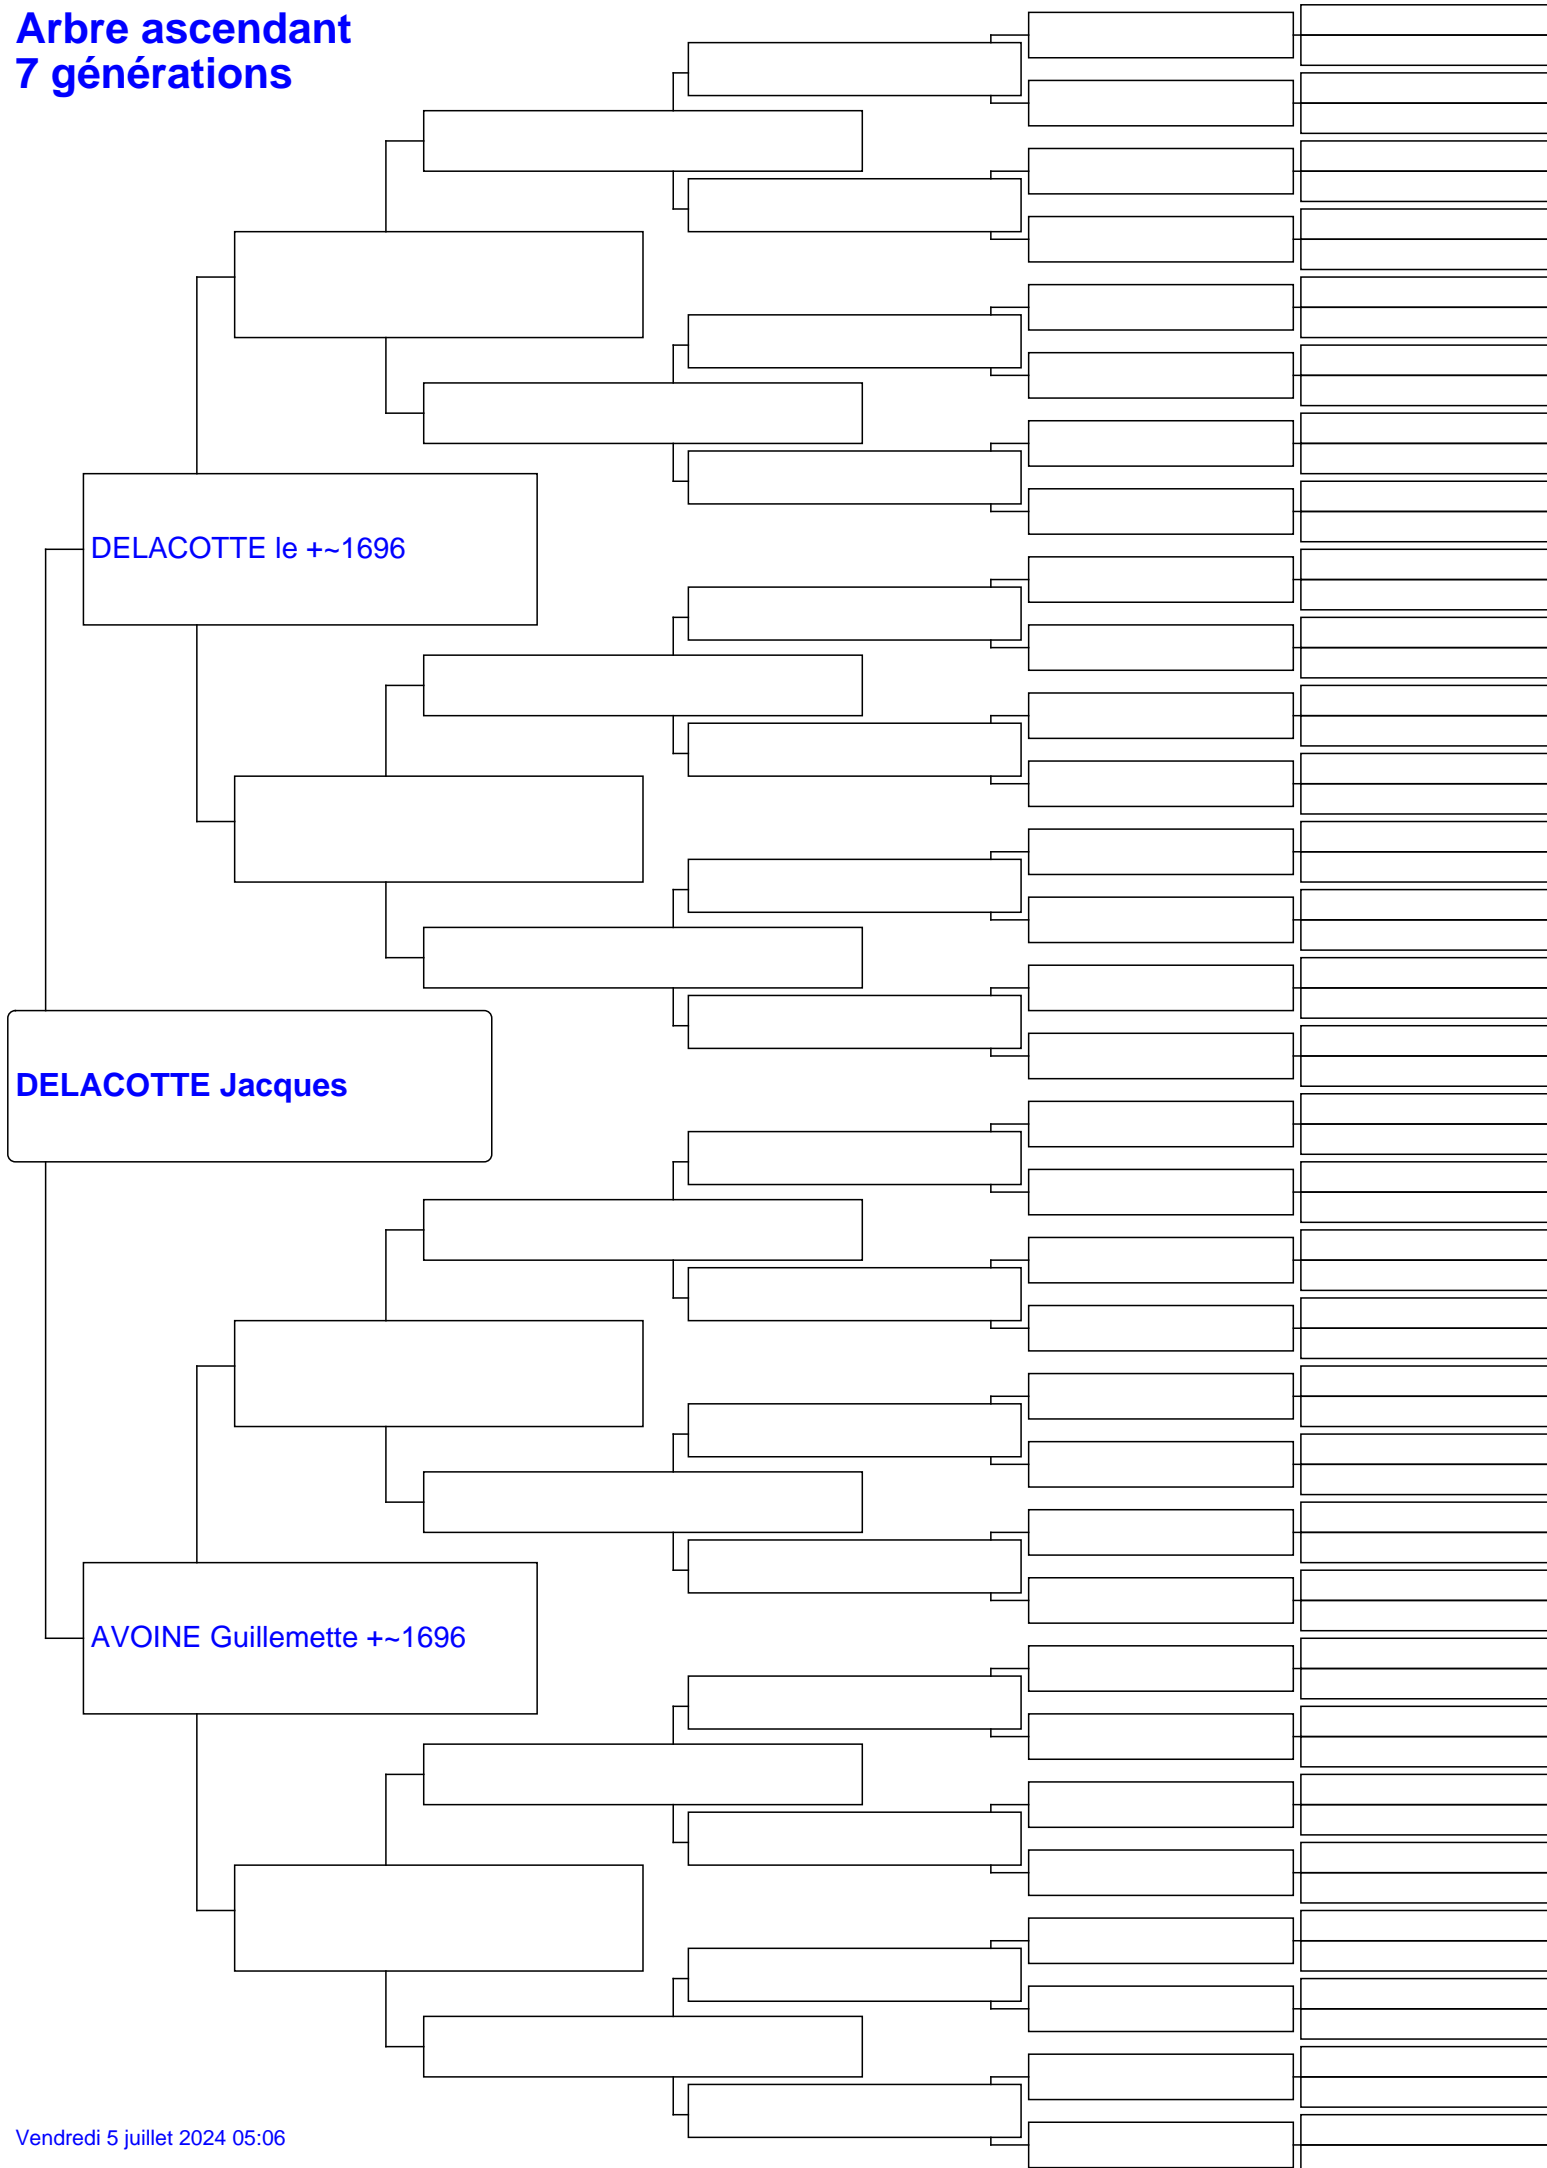 Arbre ascendant
7 générations
DELACOTTE le +~1696
DELACOTTE Jacques
AVOINE Guillemette +~1696
Vendredi 5 juillet 2024 05:06